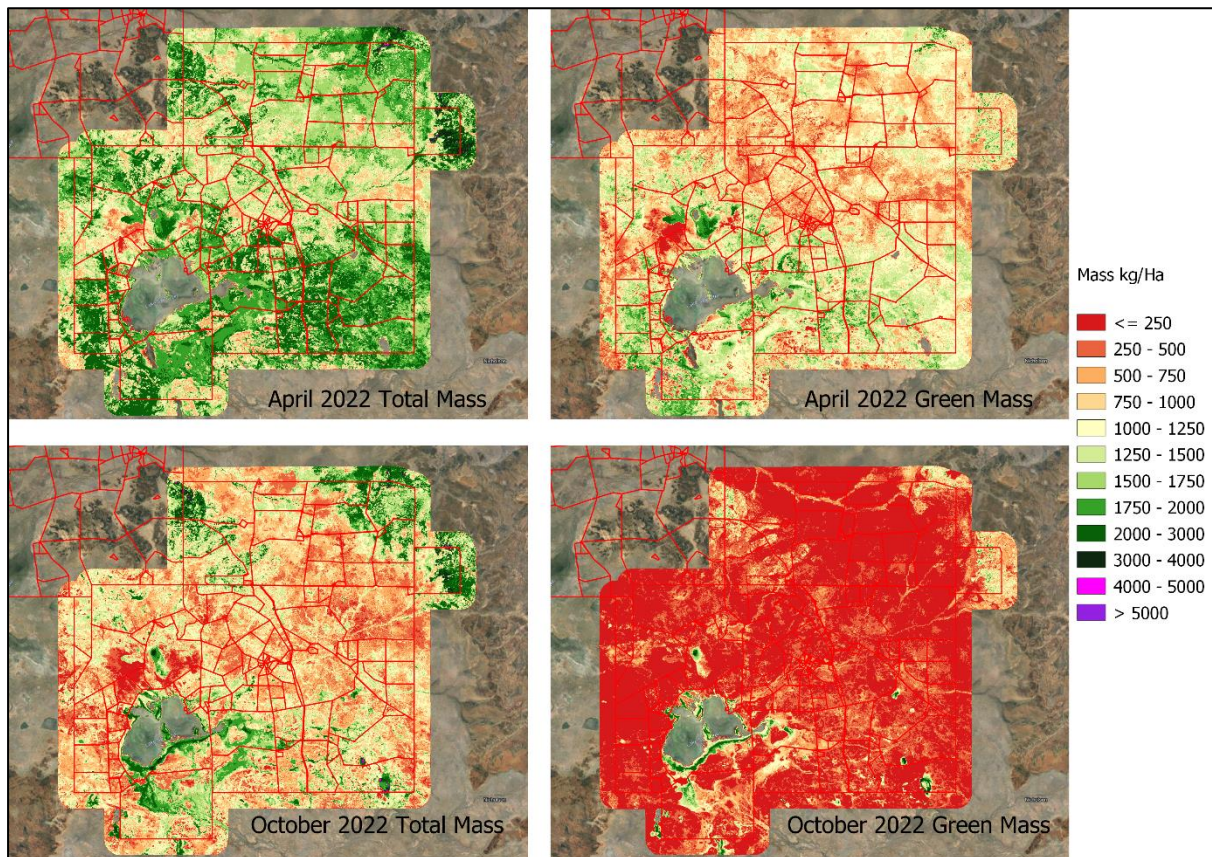 April 2022 Total Mass
April 2022 Green Mass
Mass kg/Ha
<= 250
250 - 500
500 - 750
750 - 1000
1000 - 1250
1250 - 1500
1500 - 1750
1750 - 2000
2000 - 3000
3000 - 4000
4000 - 5000
> 5000
October 2022 Total Mass
October 2022 Green Mass